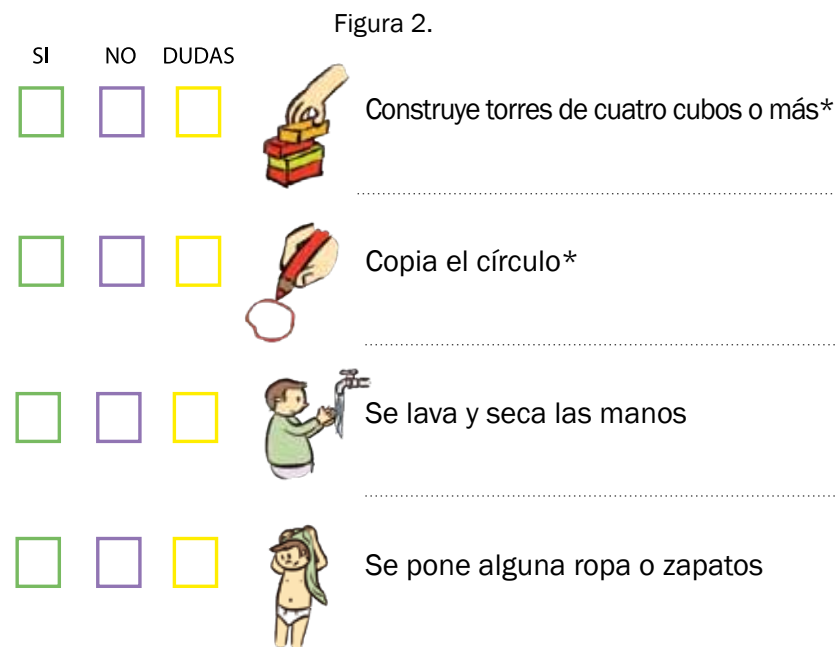 Figura 2.
SI NO DUDAS
Construye torres de cuatro cubos o más*
Copia el círculo*
Se lava y seca las manos
Se pone alguna ropa o zapatos